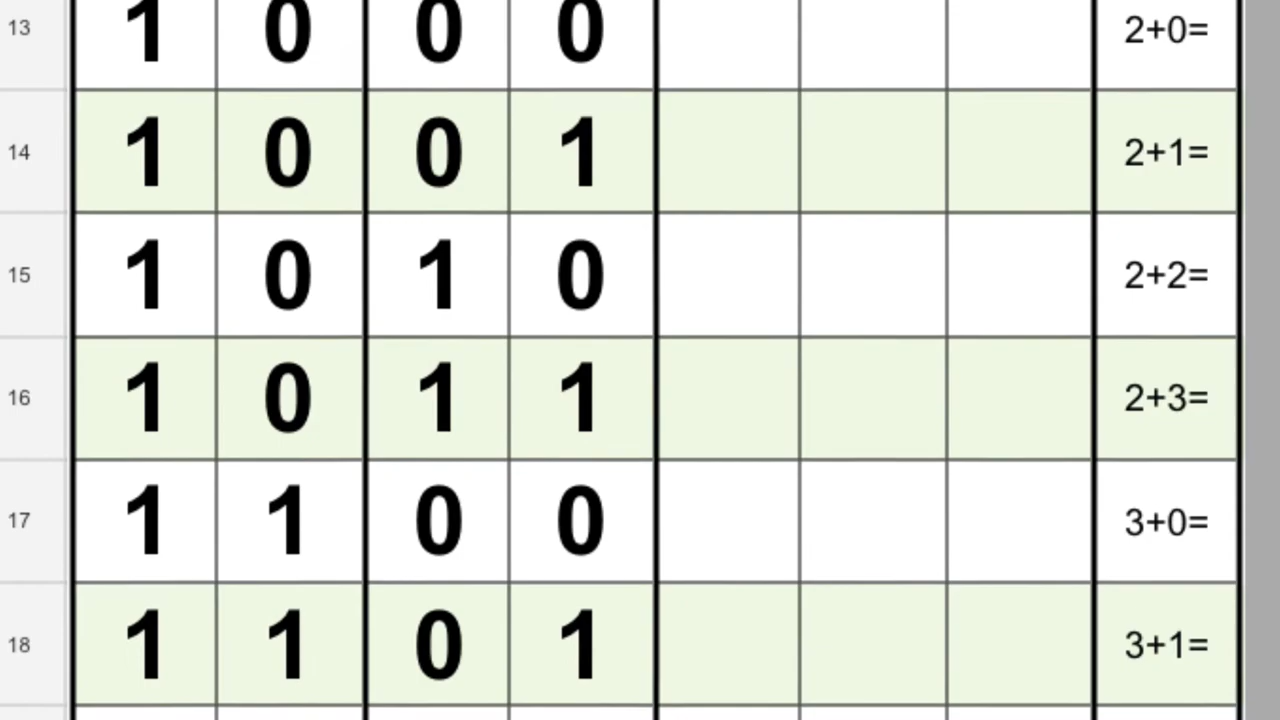 13 1 0 0 0 2+0=
14 1 0 0 1 2+1=
15 1 0 1 0 2+2=
16 1 0 1 1 2+3=
17 1 1 0 0 3+0=
18 1 1 0 1 3+1=